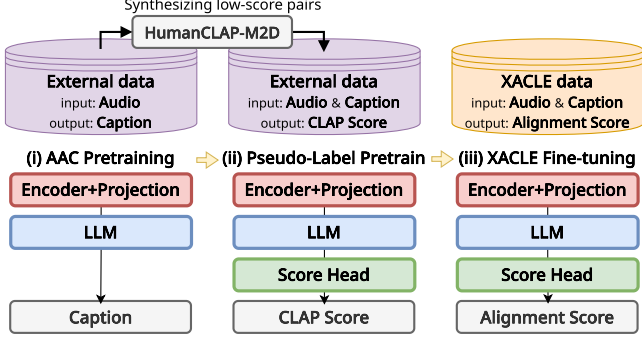 Synthesizing low-score pairs
HumanCLAP-M2D
External data
input: Audio
output: Caption
External data
input: Audio & Caption
output: CLAP Score
XACLE data
input: Audio & Caption
output: Alignment Score
(i) AAC Pretraining
(ii) Pseudo-Label Pretrain
(iii) XACLE Fine-tuning
Encoder+Projection
LLM
Caption
Encoder+Projection
LLM
Score Head
CLAP Score
Encoder+Projection
LLM
Score Head
Alignment Score